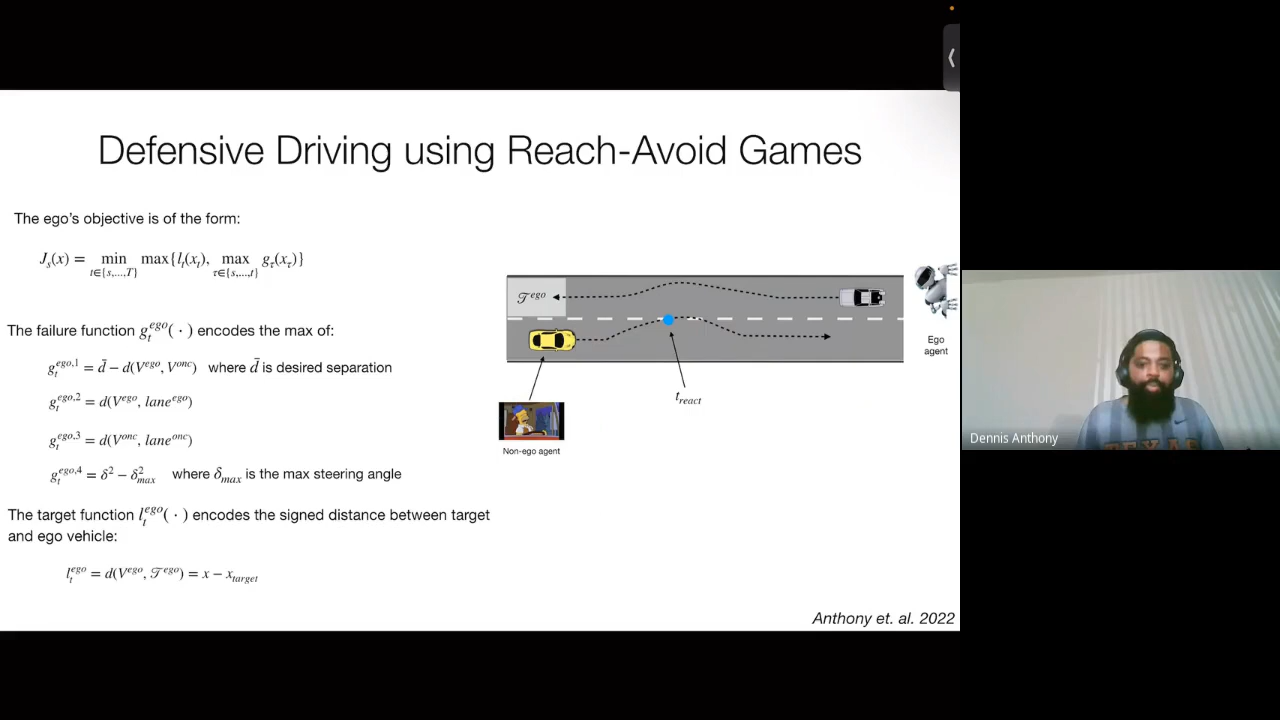 Defensive Driving using Reach-Avoid Games
The ego's objective is of the form:
J_s(x) = min_{t∈{s,...,T}} max{l_t(x_t), max_{τ∈{s,...,t}} g_τ(x_τ)}
The failure function g_t^{ego}( · ) encodes the max of:
g_t^{ego,1} = d̄ − d(V^{ego}, V^{onc}) where d̄ is desired separation
g_t^{ego,2} = d(V^{ego}, lane^{ego})
g_t^{ego,3} = d(V^{onc}, lane^{onc})
g_t^{ego,4} = δ^2 − δ_{max}^2 where δ_{max} is the max steering angle
The target function l_t^{ego}( · ) encodes the signed distance between target
and ego vehicle:
l_t^{ego} = d(V^{ego}, 𝒯^{ego}) = x − x_{target}
𝒯^{ego}
Ego
agent
t_{react}
Non-ego agent
Anthony et. al. 2022
Dennis Anthony
TEXAS